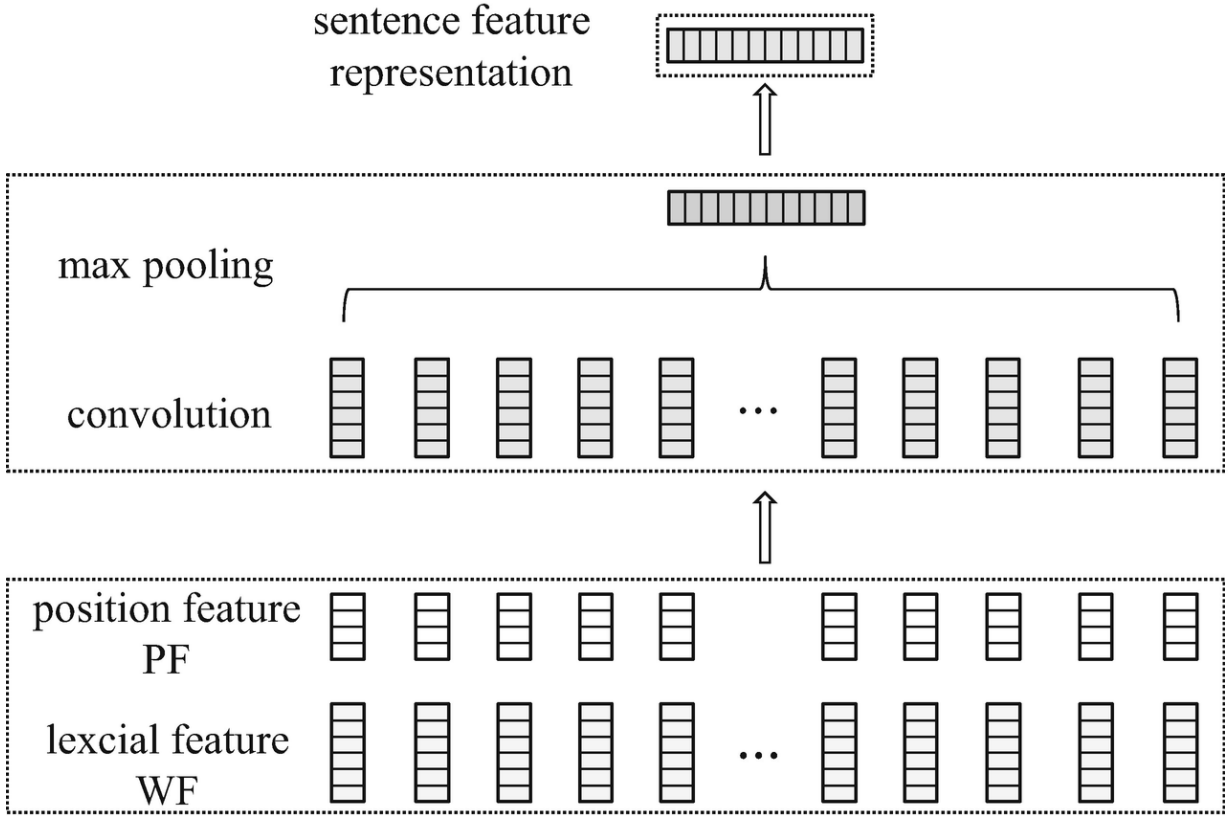 sentence feature
representation
max pooling
convolution
...
position feature
PF
lexcial feature
...
WF